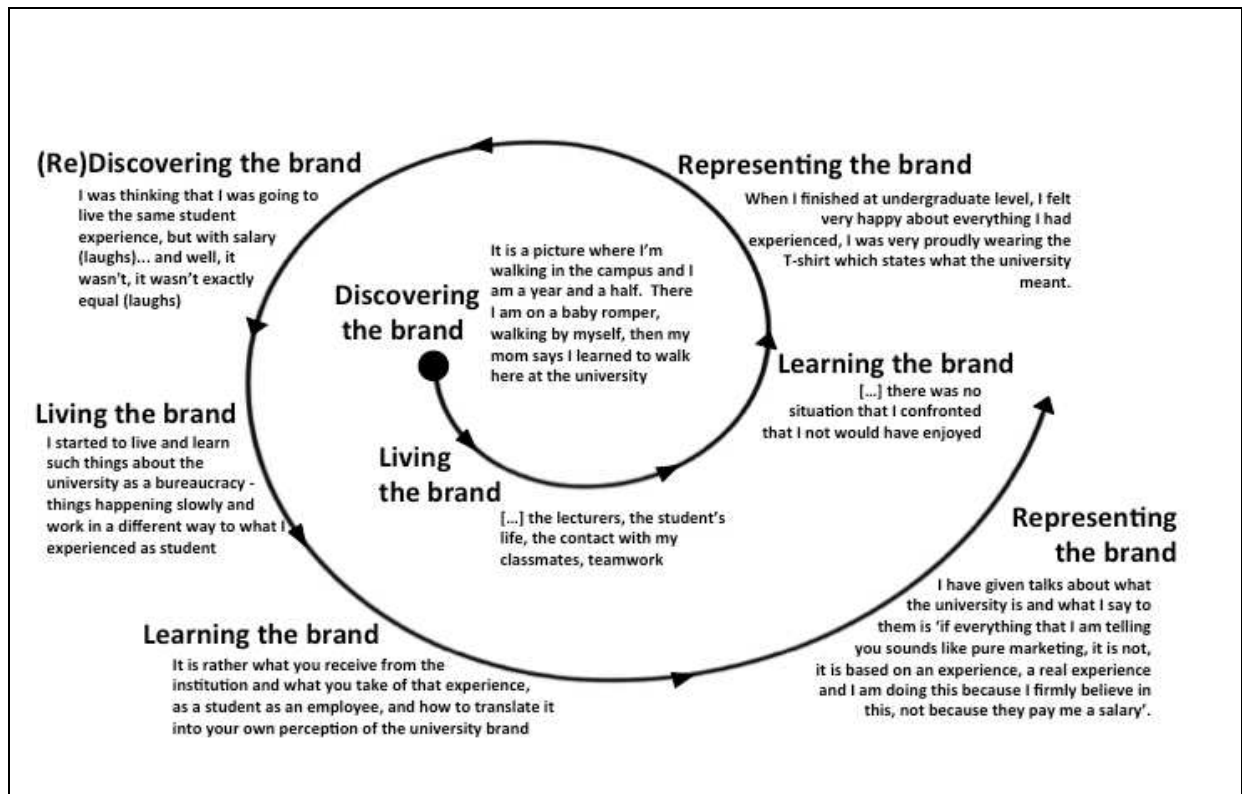 Discovering
the brand
It is a picture where I'm
walking in the campus and I
am a year and a half.  There
I am on a baby romper,
walking by myself, then my
mom says I learned to walk
here at the university
Living
the brand
[...] the lecturers, the student's
life, the contact with my
classmates, teamwork
Learning the brand
[...] there was no
situation that I confronted
that I not would have enjoyed
Representing the brand
When I finished at undergraduate level, I felt
very happy about everything I had
experienced, I was very proudly wearing the
T-shirt which states what the university
meant.
(Re)Discovering the brand
I was thinking that I was going to
live the same student
experience, but with salary
(laughs)... and well, it
wasn't, it wasn't exactly
equal (laughs)
Living the brand
I started to live and learn
such things about the
university as a bureaucracy -
things happening slowly and
work in a different way to what I
experienced as student
Learning the brand
It is rather what you receive from the
institution and what you take of that experience,
as a student as an employee, and how to translate it
into your own perception of the university brand
Representing
the brand
I have given talks about what
the university is and what I say to
them is 'if everything that I am telling
you sounds like pure marketing, it is not,
it is based on an experience, a real experience
and I am doing this because I firmly believe in
this, not because they pay me a salary'.